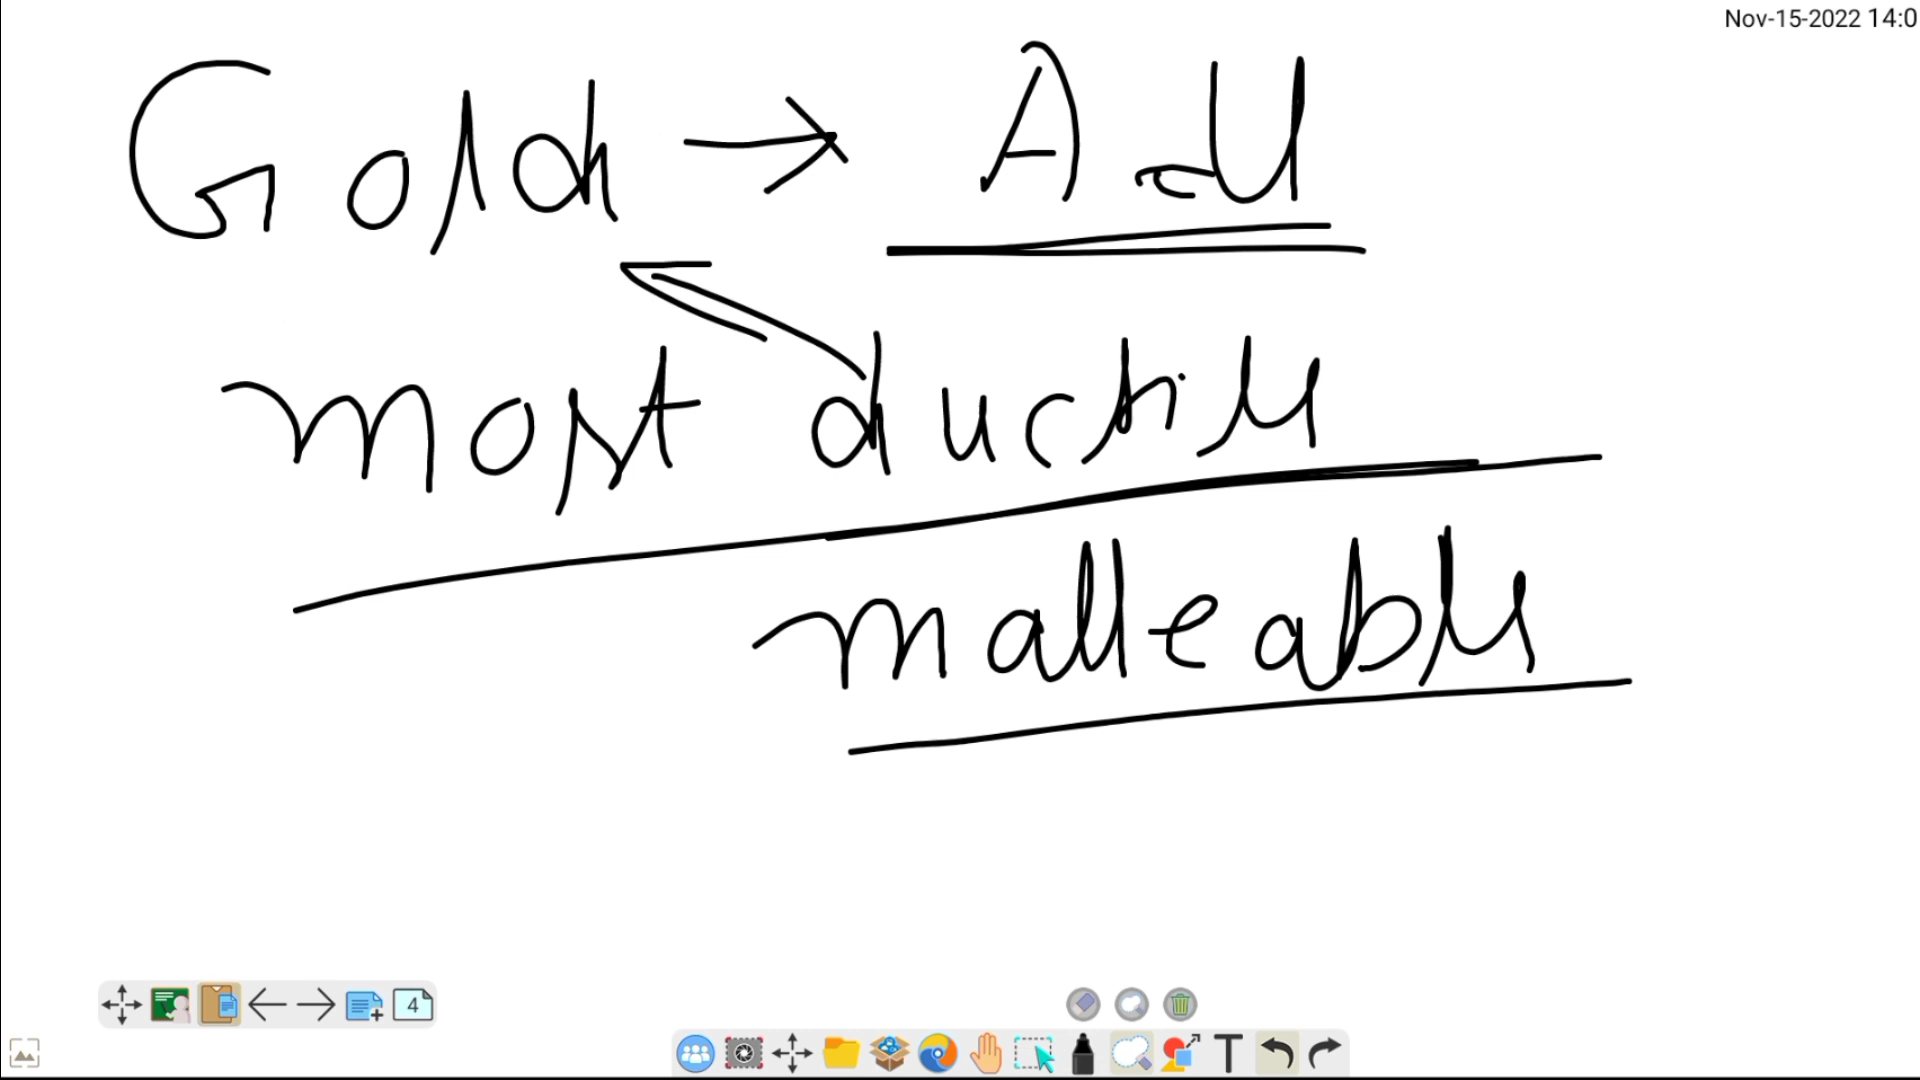 Nov-15-2022 14:0
Gold → Au
most ductile
malleable
4
T